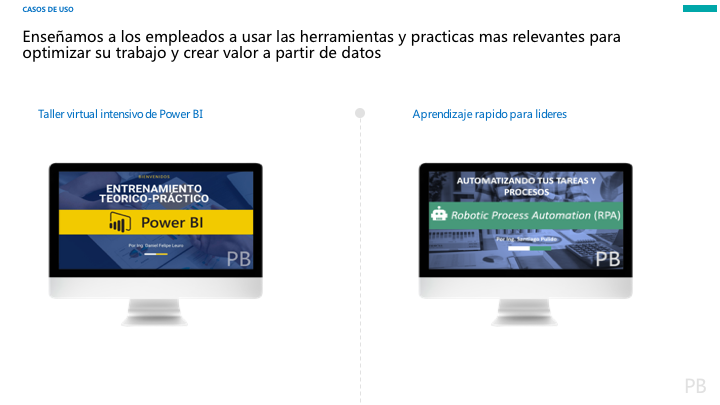 CASOS DE USO
Enseñamos a los empleados a usar las herramientas y practicas mas relevantes para
optimizar su trabajo y crear valor a partir de datos
Taller virtual intensivo de Power BI
Aprendizaje rapido para lideres
BIENVENIDOS
ENTRENAMIENTO
TEORICO-PRÁCTICO
Power BI
Por Ing. Daniel Felipe Lauro
PB
AUTOMATIZANDO TUS TAREAS Y
PROCESOS
Robotic Process Automation (RPA)
Por Ing. Santiago Pulido
PB
PB